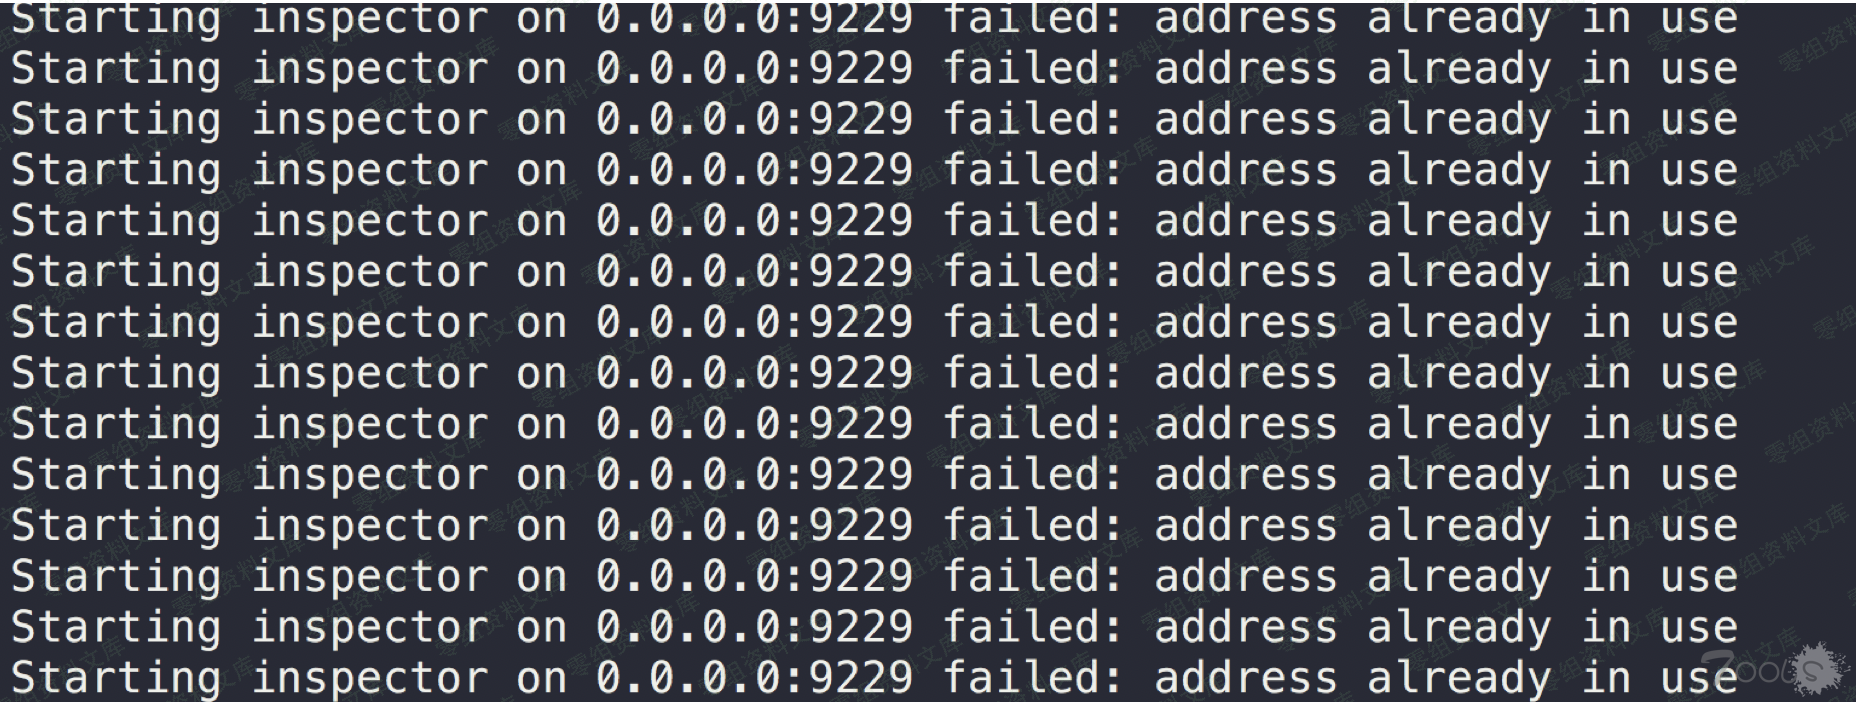 Starting inspector on 0.0.0.0:9229 failed: address already in use
Starting inspector on 0.0.0.0:9229 failed: address already in use
Starting inspector on 0.0.0.0:9229 failed: address already in use
Starting inspector on 0.0.0.0:9229 failed: address already in use
Starting inspector on 0.0.0.0:9229 failed: address already in use
Starting inspector on 0.0.0.0:9229 failed: address already in use
Starting inspector on 0.0.0.0:9229 failed: address already in use
Starting inspector on 0.0.0.0:9229 failed: address already in use
Starting inspector on 0.0.0.0:9229 failed: address already in use
Starting inspector on 0.0.0.0:9229 failed: address already in use
Starting inspector on 0.0.0.0:9229 failed: address already in use
Starting inspector on 0.0.0.0:9229 failed: address already in use
Starting inspector on 0.0.0.0:9229 failed: address already in use
Starting inspector on 0.0.0.0:9229 failed: address already in use
零组资料文库